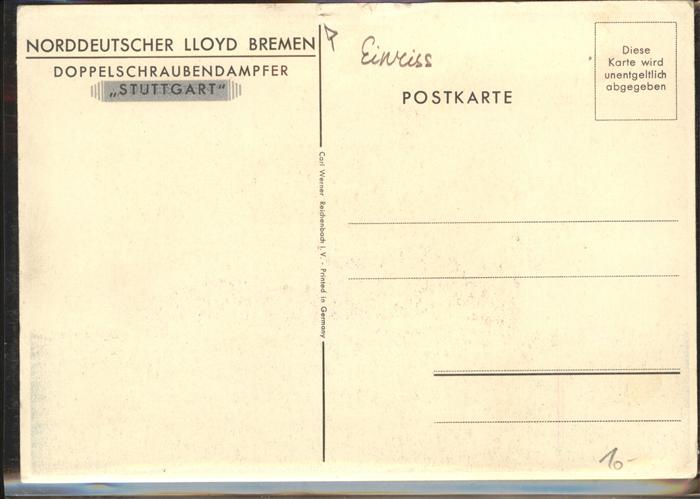 NORDDEUTSCHER LLOYD BREMEN
DOPPELSCHRAUBENDAMPFER
„STUTTGART“
Einriss
POSTKARTE
Diese
Karte wird
unentgeltlich
abgegeben
Carl Werner, Reichenbach i. V. - Printed in Germany
10-